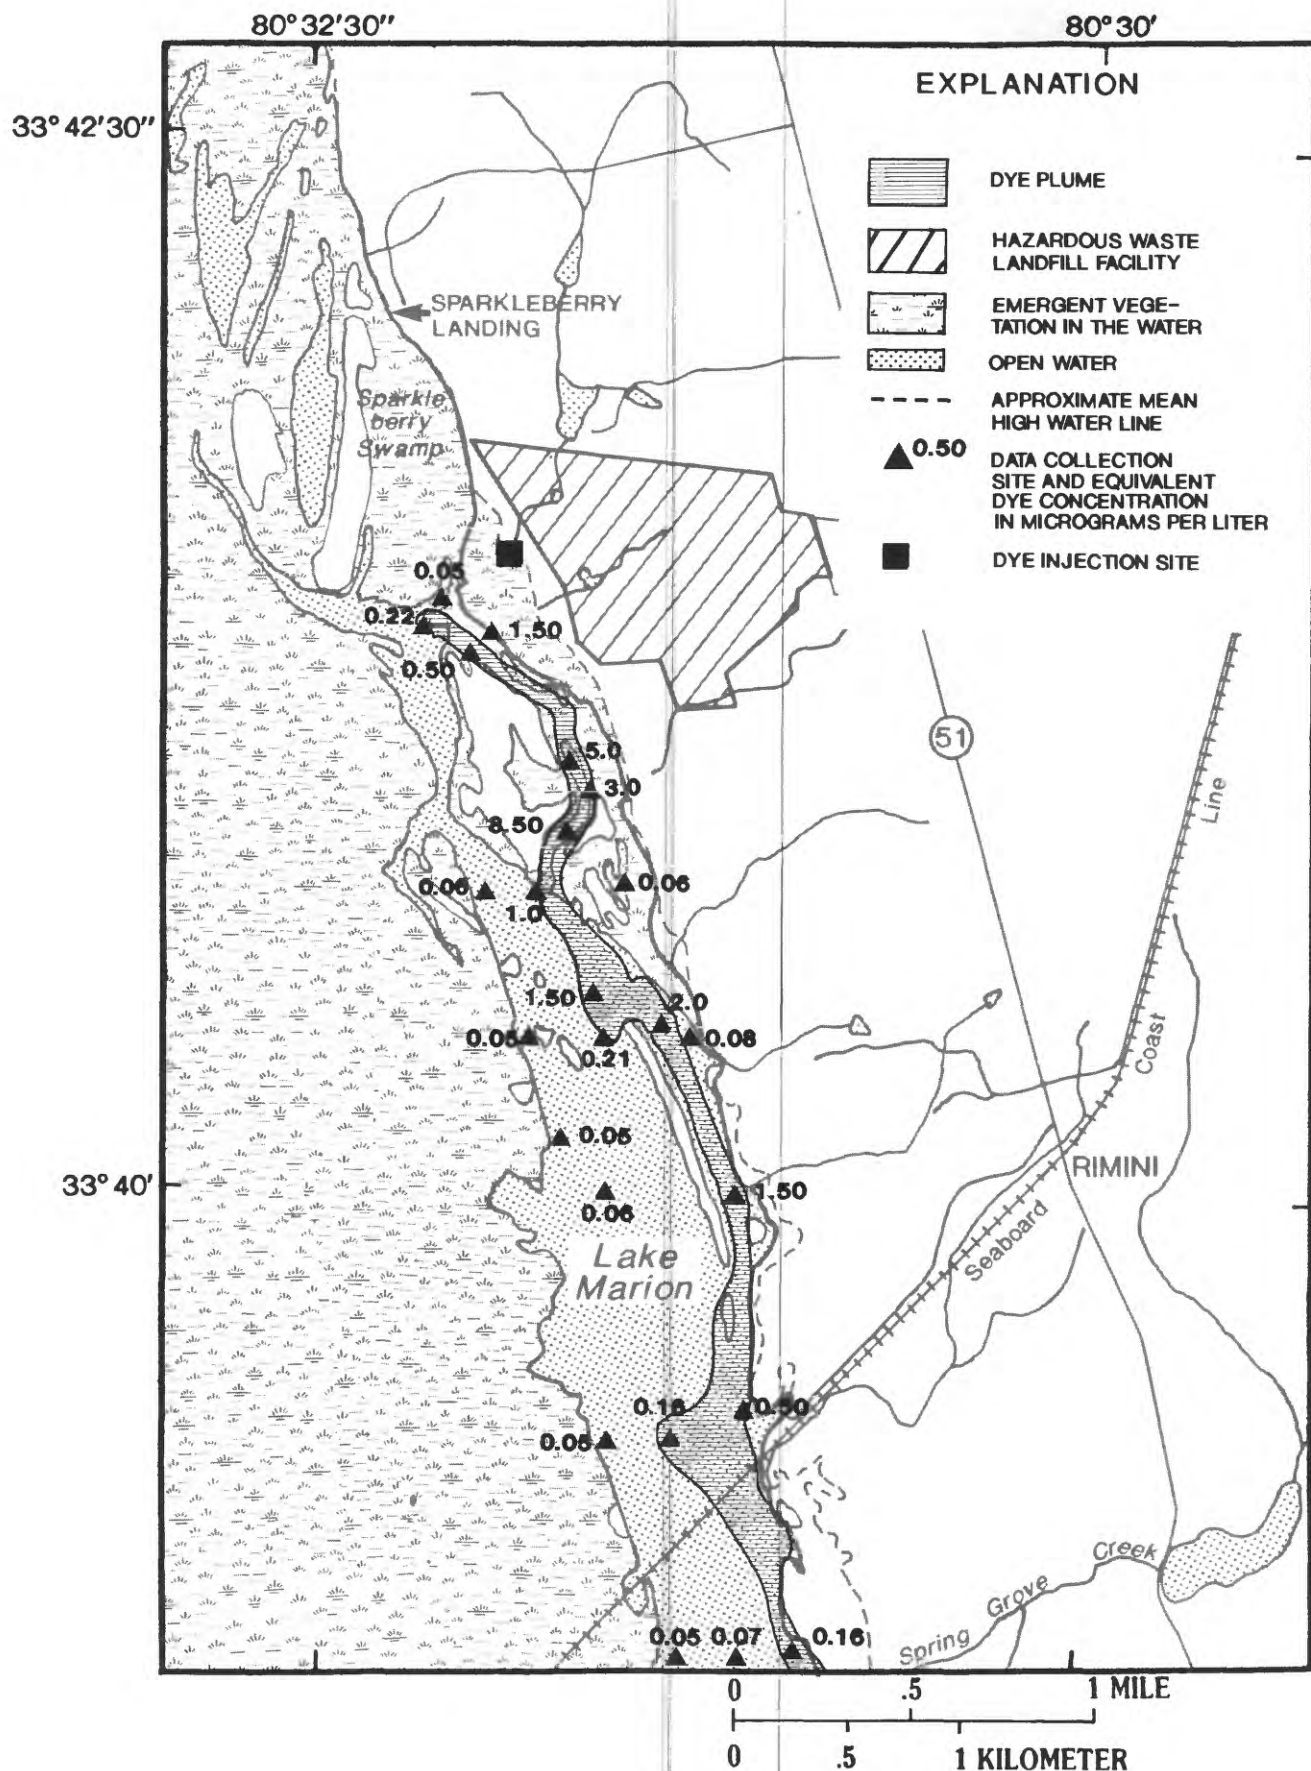 80°32'30"
80°30'
33°42'30"
EXPLANATION
DYE PLUME
HAZARDOUS WASTE
LANDFILL FACILITY
EMERGENT VEGE-
TATION IN THE WATER
OPEN WATER
APPROXIMATE MEAN
HIGH WATER LINE
0.50
DATA COLLECTION
SITE AND EQUIVALENT
DYE CONCENTRATION
IN MICROGRAMS PER LITER
DYE INJECTION SITE
SPARKLEBERRY
LANDING
Sparkle
berry
Swamp
0.05
0.22
1.50
0.50
51
5.0
3.0
8.50
Line
0.06
0.06
1.0
1.50
2.0
0.05
0.21
0.08
Coast
0.05
33°40'
RIMINI
1.50
0.06
Seaboard
Lake
Marion
0.16
0.50
0.05
Creek
Grove
Spring
0.05
0.07
0.16
0 .5 1 MILE
0 .5 1 KILOMETER